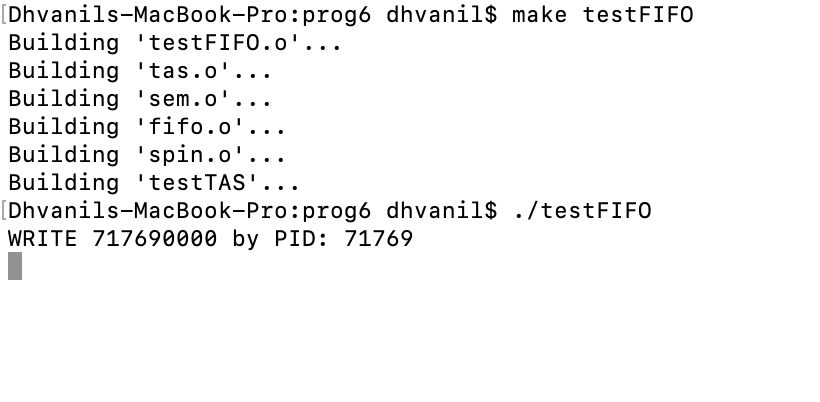 [Dhvanils-MacBook-Pro:prog6 dhvanil$ make testFIFO
Building 'testFIFO.o'...
Building 'tas.o'...
Building 'sem.o'...
Building 'fifo.o'...
Building 'spin.o'...
Building 'testTAS'...
[Dhvanils-MacBook-Pro:prog6 dhvanil$ ./testFIFO
WRITE 717690000 by PID: 71769